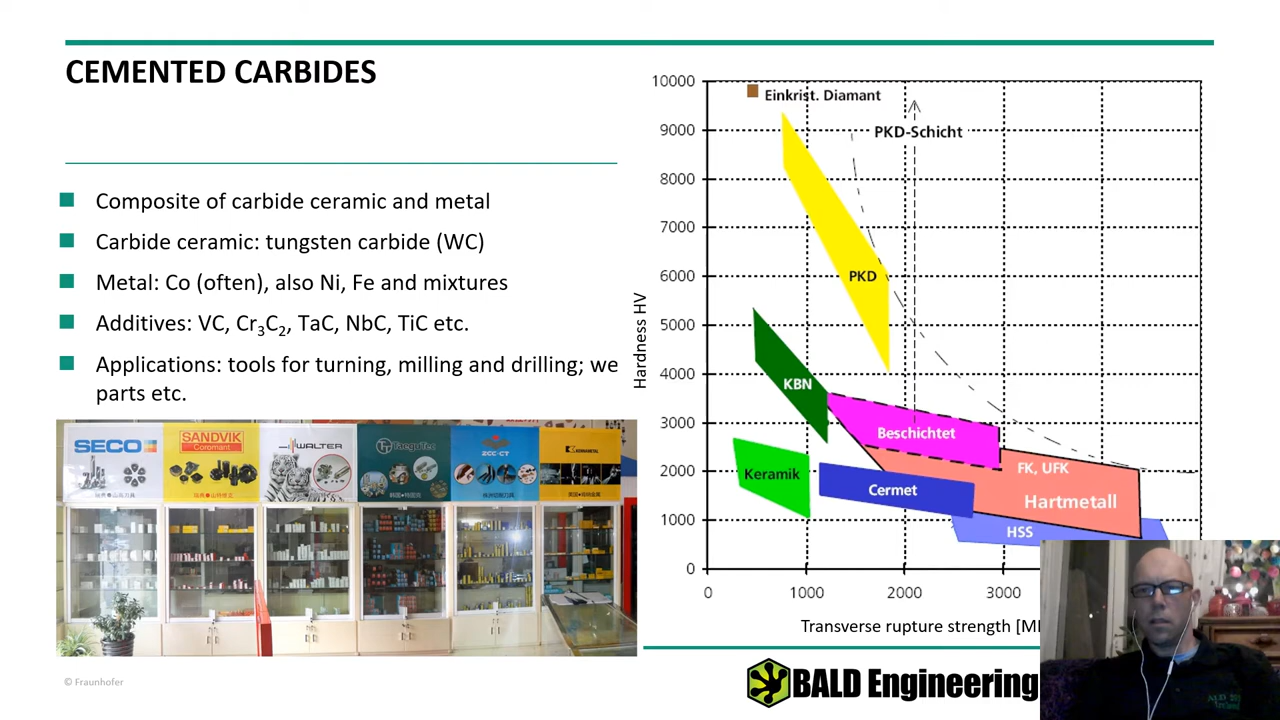 CEMENTED CARBIDES
Composite of carbide ceramic and metal
Carbide ceramic: tungsten carbide (WC)
Metal: Co (often), also Ni, Fe and mixtures
Additives: VC, Cr3C2, TaC, NbC, TiC etc.
Applications: tools for turning, milling and drilling; we
parts etc.
SECO
SANDVIK
Coromant
WALTER
TaeguTec
ZCC·CT
KENNAMETAL
© Fraunhofer
10000
9000
8000
7000
6000
5000
4000
3000
2000
1000
0
Hardness HV
Einkrist. Diamant
PKD-Schicht
PKD
KBN
Beschichtet
Keramik
Cermet
FK, UFK
Hartmetall
HSS
0
1000
2000
3000
Transverse rupture strength [M
BALD Engineering